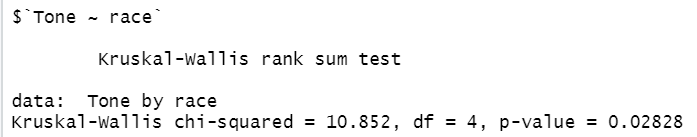 $`Tone ~ race`
Kruskal-Wallis rank sum test
data:  Tone by race
Kruskal-Wallis chi-squared = 10.852, df = 4, p-value = 0.02828